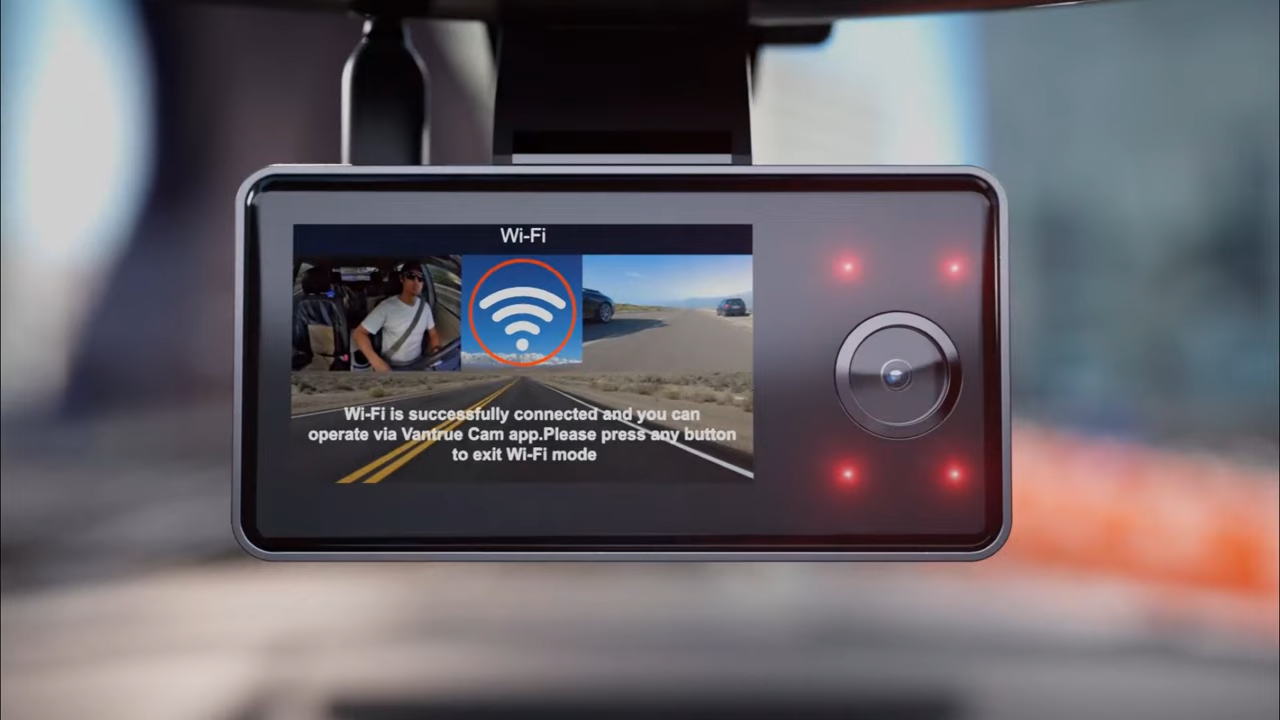 Wi-Fi
Wi-Fi is successfully connected and you can
operate via Vantrue Cam app.Please press any button
to exit Wi-Fi mode